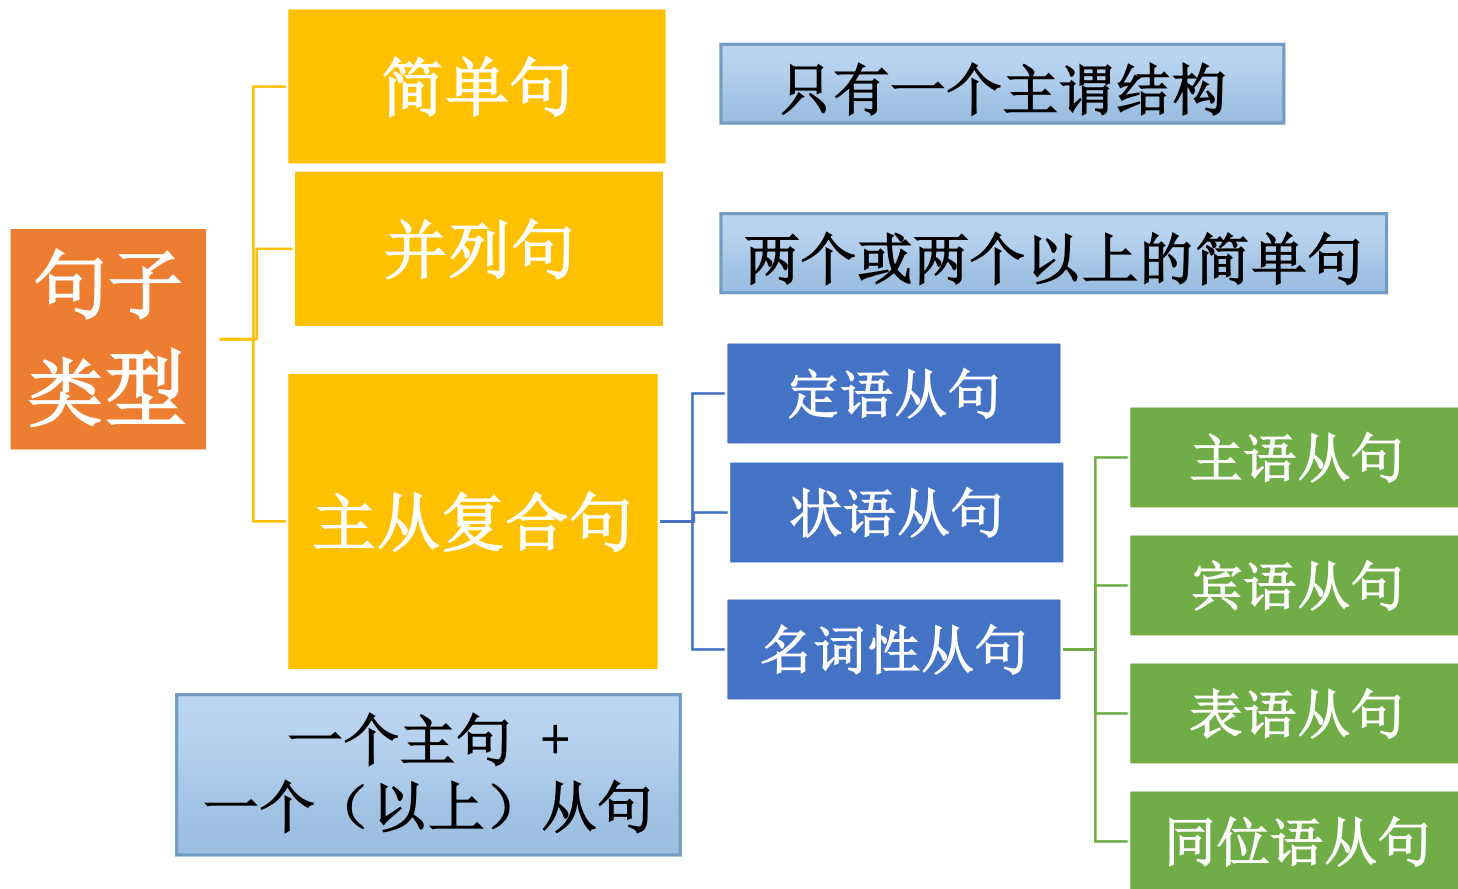 句子
类型
简单句
只有一个主谓结构
并列句
两个或两个以上的简单句
主从复合句
一个主句 +
一个（以上）从句
定语从句
状语从句
名词性从句
主语从句
宾语从句
表语从句
同位语从句